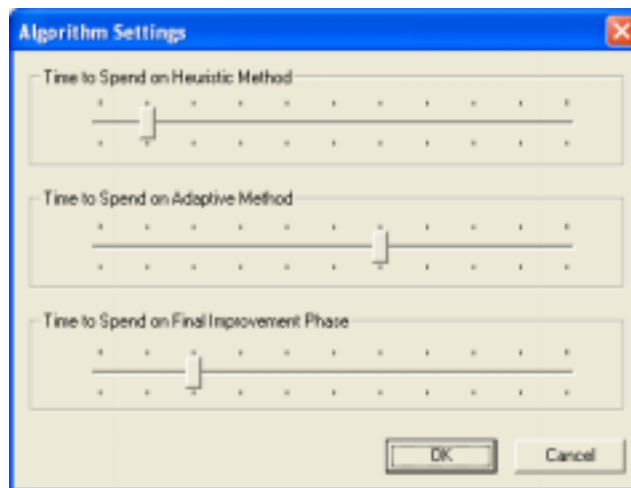 Algorithm Settings
Time to Spend on Heuristic Method
Time to Spend on Adaptive Method
Time to Spend on Final Improvement Phase
OK Cancel